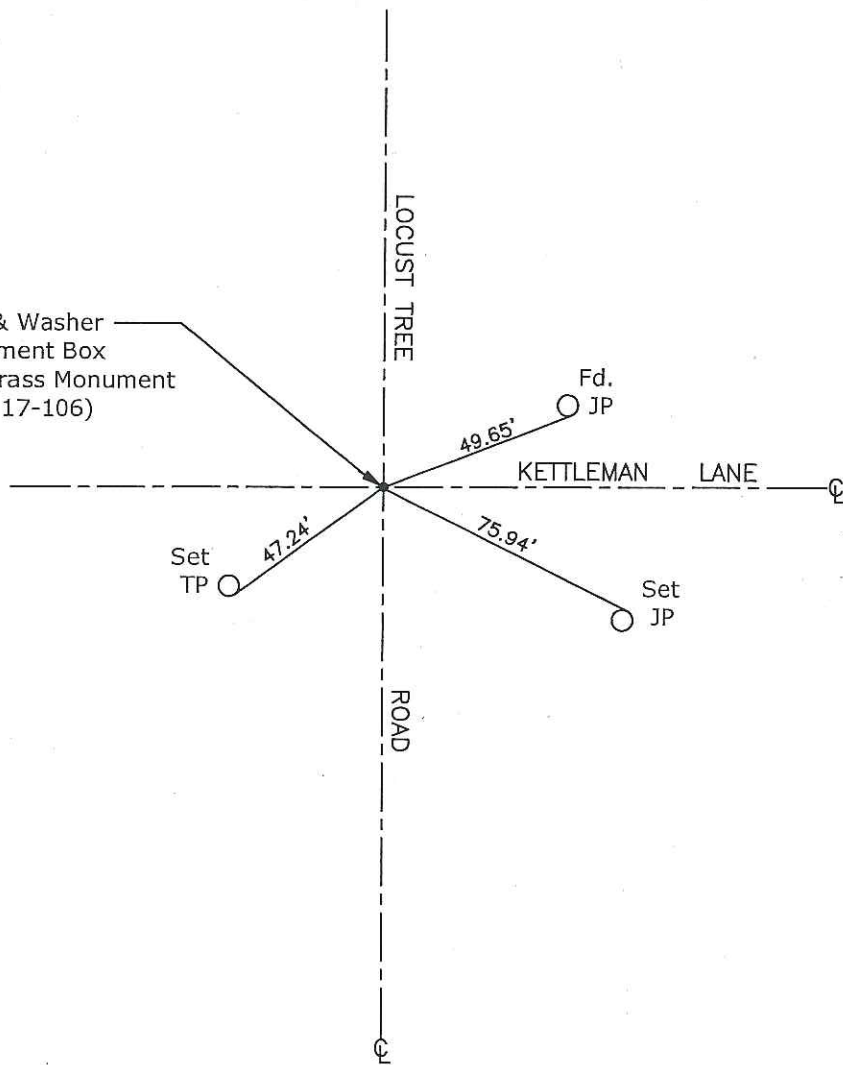 LOCUST TREE
& Washer
ment Box
rass Monument
17-106)
Fd.
JP
49.65'
KETTLEMAN LANE ℄
47.24'
75.94'
Set
TP
Set
JP
ROAD
℄